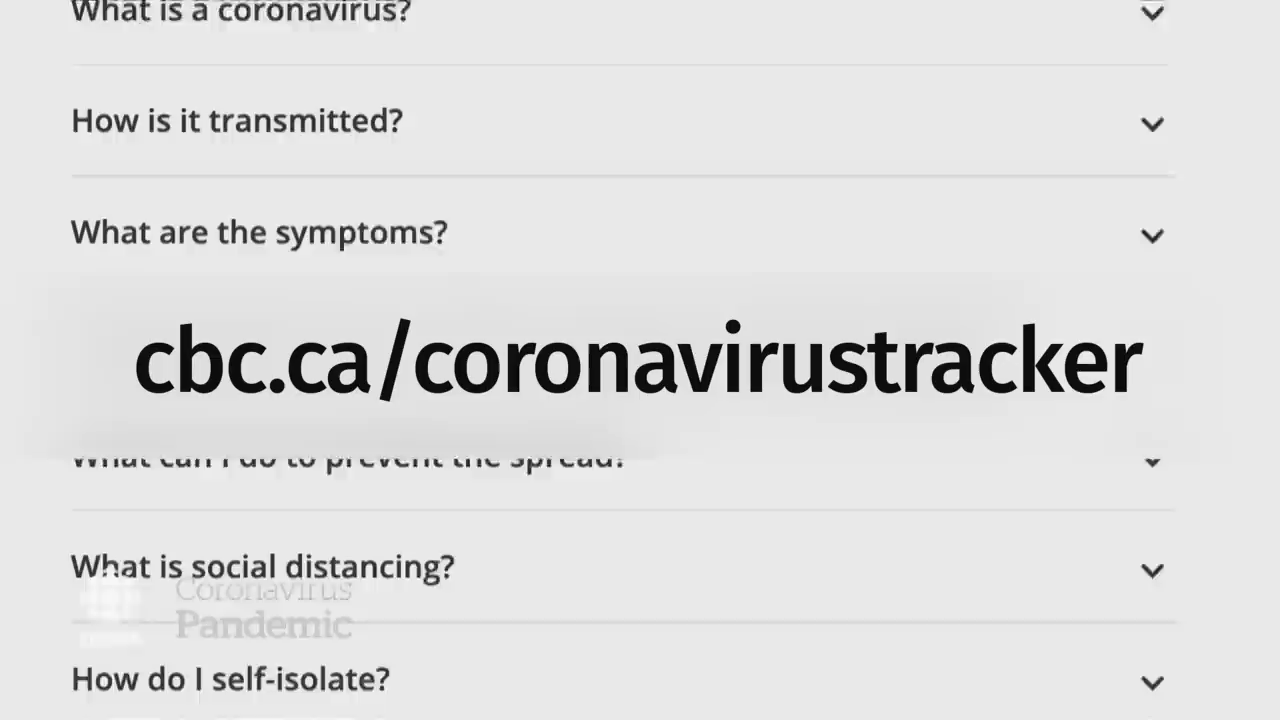 What is a coronavirus?
How is it transmitted?
What are the symptoms?
cbc.ca/coronavirustracker
What can I do to prevent the spread?
What is social distancing?
Coronavirus
Pandemic
How do I self-isolate?